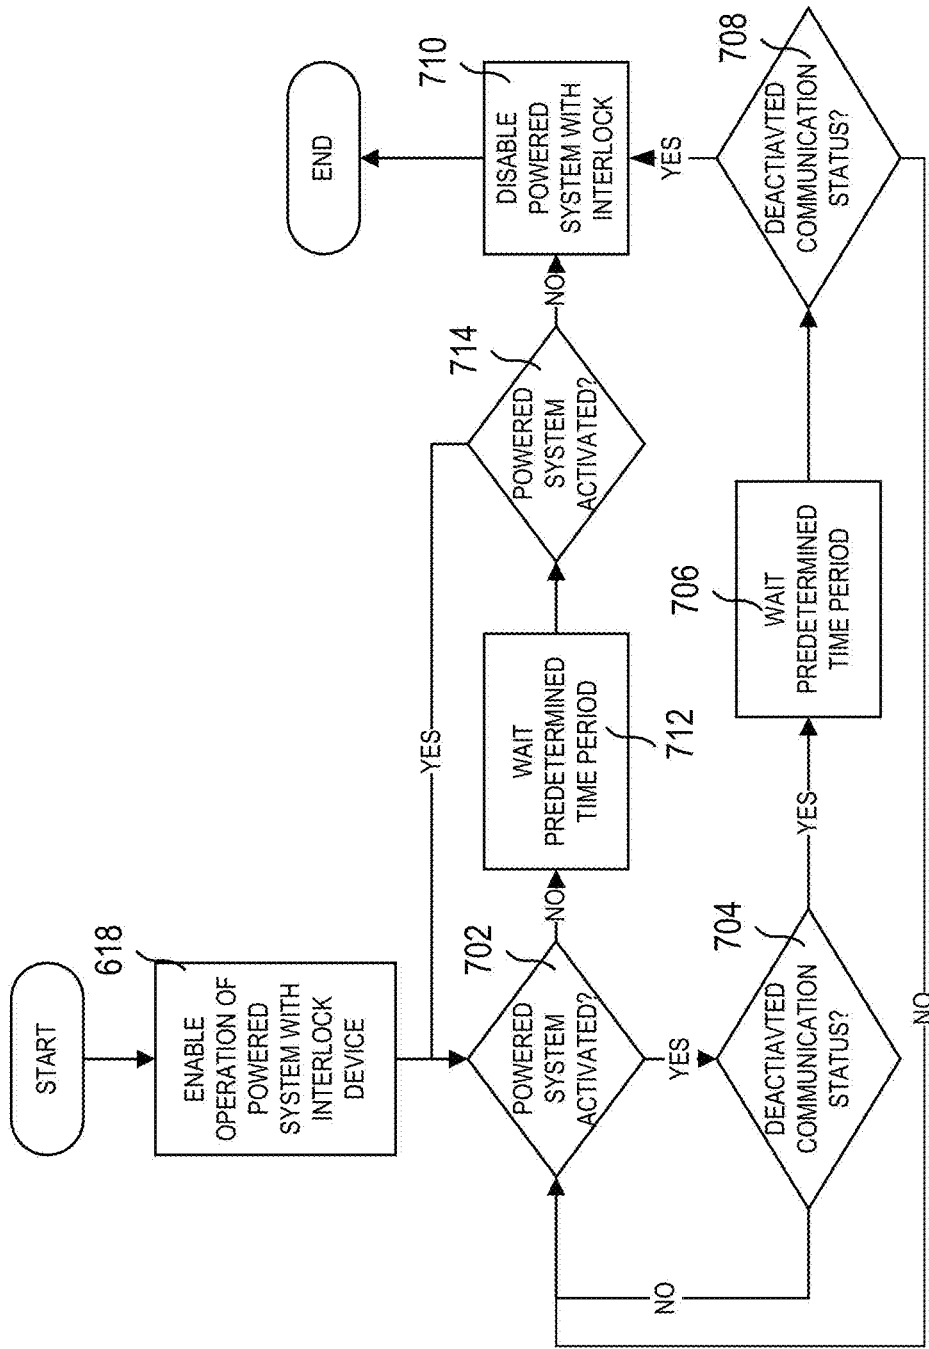 START
618
ENABLE
OPERATION OF
POWERED
SYSTEM WITH
INTERLOCK
DEVICE
702
POWERED
SYSTEM
ACTIVATED?
NO
WAIT
PREDETERMINED
TIME PERIOD
712
714
POWERED
SYSTEM
ACTIVATED?
YES
NO
710
DISABLE
POWERED
SYSTEM WITH
INTERLOCK
END
YES
704
DEACTIAVTED
COMMUNICATION
STATUS?
NO
YES
706
WAIT
PREDETERMINED
TIME PERIOD
708
DEACTIAVTED
COMMUNICATION
STATUS?
YES
NO